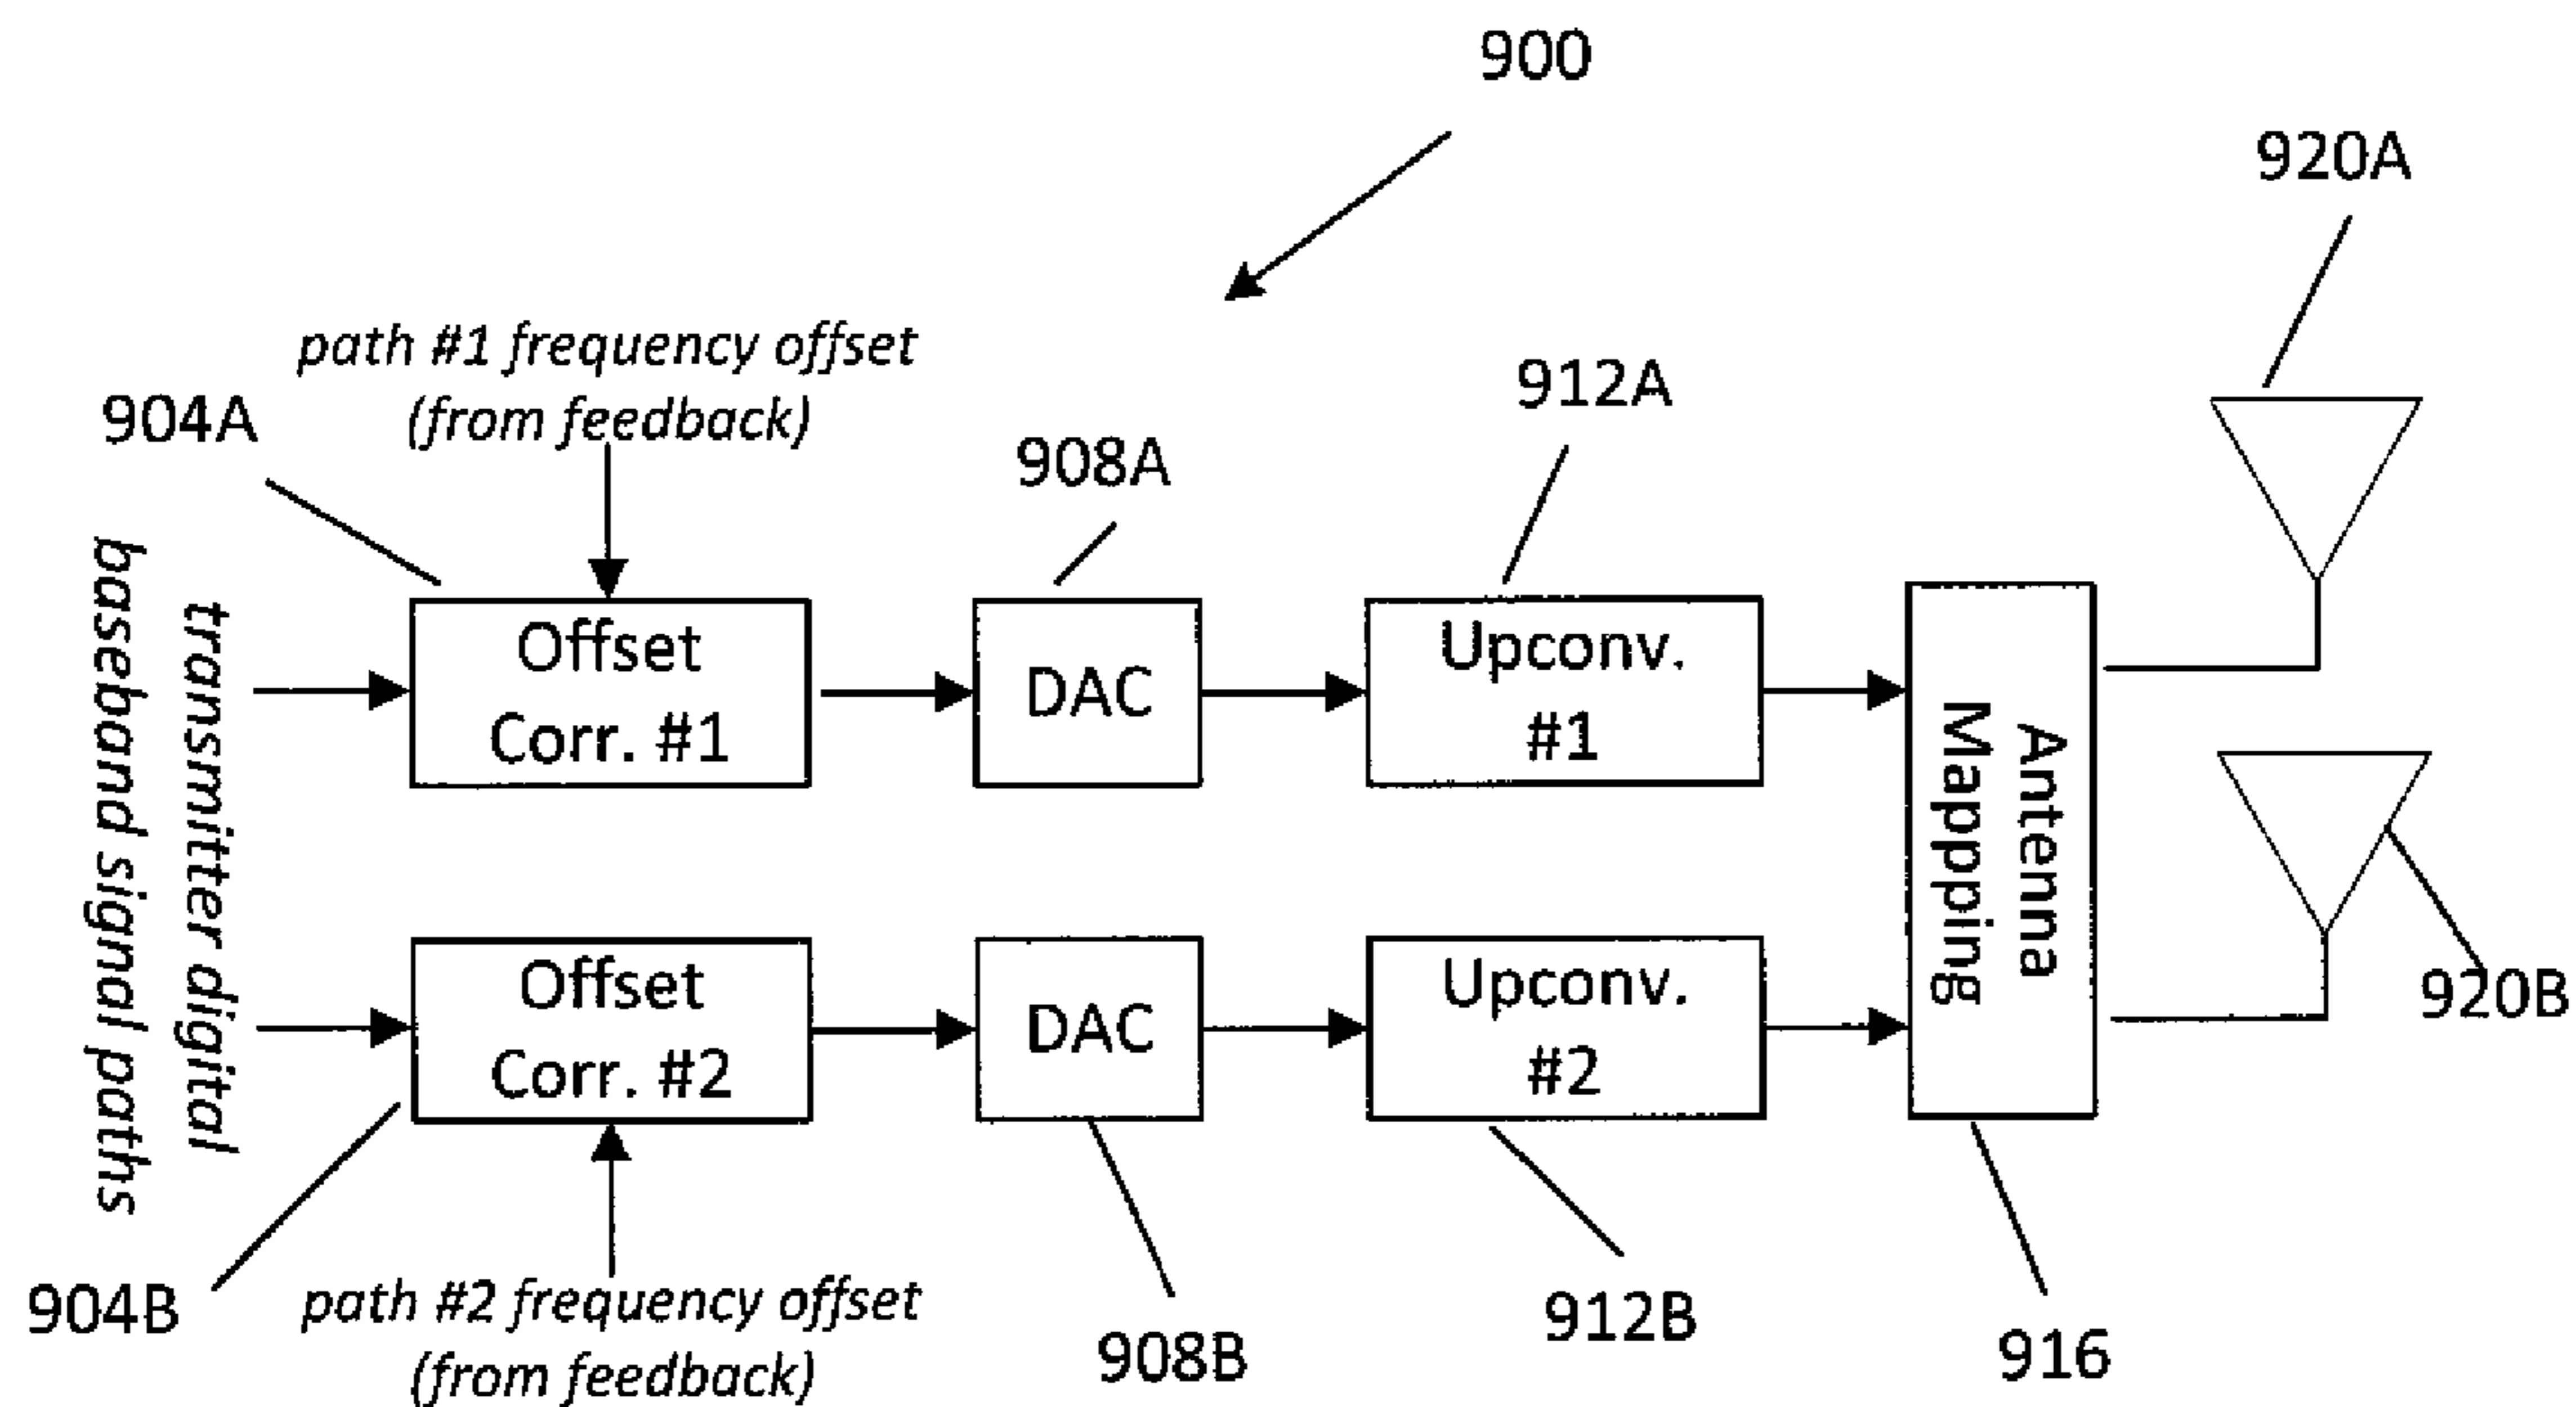 900
920A
path #1 frequency offset
(from feedback)
904A
912A
908A
transmitter digital
baseband signal paths
Offset
Corr. #1
DAC
Upconv.
#1
Antenna
Mapping
Offset
Corr. #2
DAC
Upconv.
#2
920B
904B
path #2 frequency offset
(from feedback)
908B
912B
916